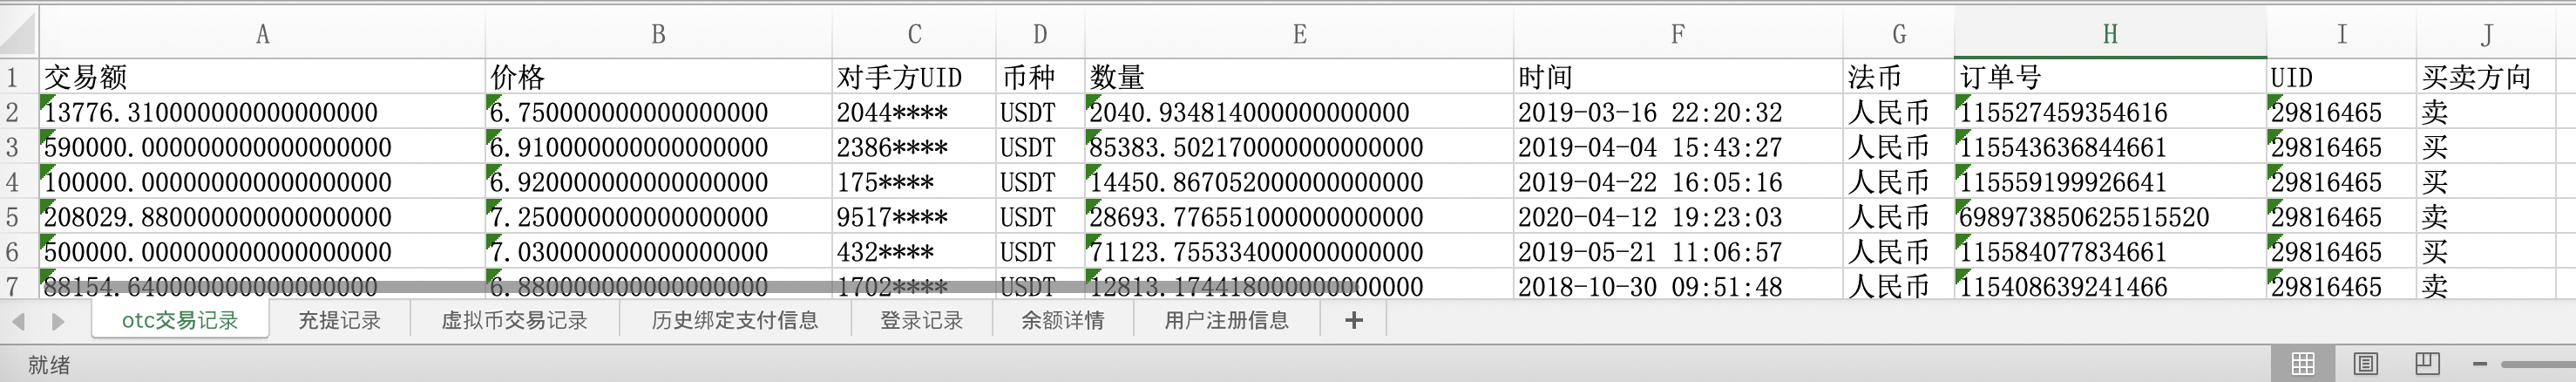 A B C D E F G H I J
1 交易额 价格 对手方UID 币种 数量 时间 法币 订单号 UID 买卖方向
2 13776.310000000000000000 6.750000000000000000 2044**** USDT 2040.934814000000000000 2019-03-16 22:20:32 人民币 115527459354616 29816465 卖
3 590000.000000000000000000 6.910000000000000000 2386**** USDT 85383.502170000000000000 2019-04-04 15:43:27 人民币 115543636844661 29816465 买
4 100000.000000000000000000 6.920000000000000000 175**** USDT 14450.867052000000000000 2019-04-22 16:05:16 人民币 115559199926641 29816465 买
5 208029.880000000000000000 7.250000000000000000 9517**** USDT 28693.776551000000000000 2020-04-12 19:23:03 人民币 698973850625515520 29816465 卖
6 500000.000000000000000000 7.030000000000000000 432**** USDT 71123.755334000000000000 2019-05-21 11:06:57 人民币 115584077834661 29816465 买
7 88154.640000000000000000 6.880000000000000000 1702**** USDT 12813.174418000000000000 2018-10-30 09:51:48 人民币 115408639241466 29816465 卖
otc交易记录 充提记录 虚拟币交易记录 历史绑定支付信息 登录记录 余额详情 用户注册信息 +
就绪